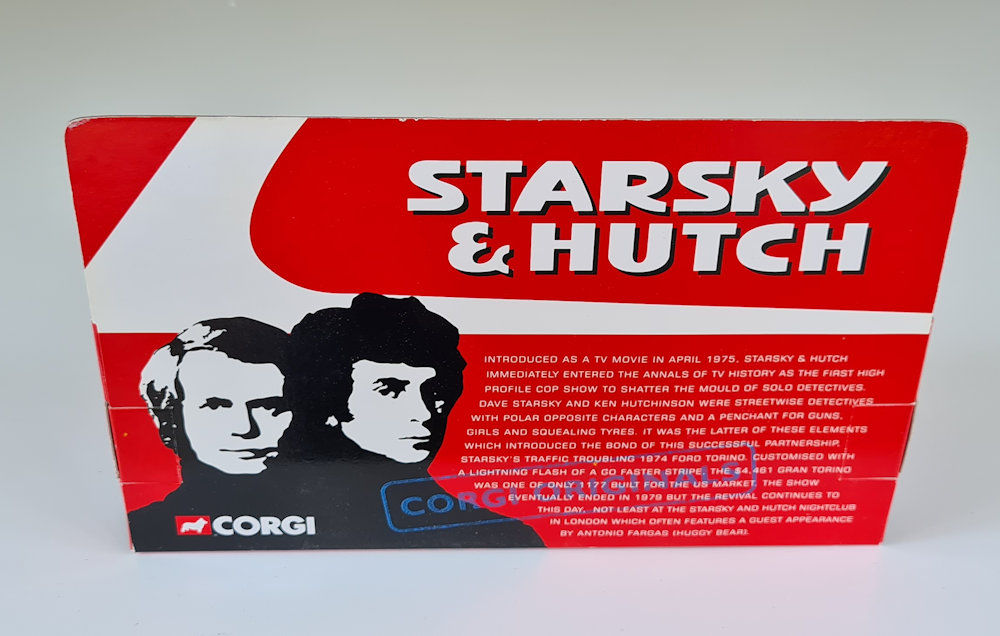 STARSKY
& HUTCH
INTRODUCED AS A TV MOVIE IN APRIL 1975, STARSKY & HUTCH
IMMEDIATELY ENTERED THE ANNALS OF TV HISTORY AS THE FIRST HIGH
PROFILE COP SHOW TO SHATTER THE MOULD OF SOLO DETECTIVES.
DAVE STARSKY AND KEN HUTCHINSON WERE STREETWISE DETECTIVES
WITH POLAR OPPOSITE CHARACTERS AND A PENCHANT FOR GUNS,
GIRLS AND SQUEALING TYRES. IT WAS THE LATTER OF THESE ELEMENTS
WHICH INTRODUCED THE BOND OF THIS SUCCESSFUL PARTNERSHIP,
STARSKY'S TRAFFIC TROUBLING 1974 FORD TORINO. CUSTOMISED WITH
A LIGHTNING FLASH OF A GO FASTER STRIPE, THE $4,461 GRAN TORINO
WAS ONE OF ONLY BUILT FOR THE US MARKET. THE SHOW
EVENTUALLY ENDED IN 1979 BUT THE REVIVAL CONTINUES TO
THIS DAY, NOT LEAST AT THE STARSKY AND HUTCH NIGHTCLUB
IN LONDON WHICH OFTEN FEATURES A GUEST APPEARANCE
BY ANTONIO FARGAS (HUGGY BEAR).
CORGI ORIGINALS
CORGI